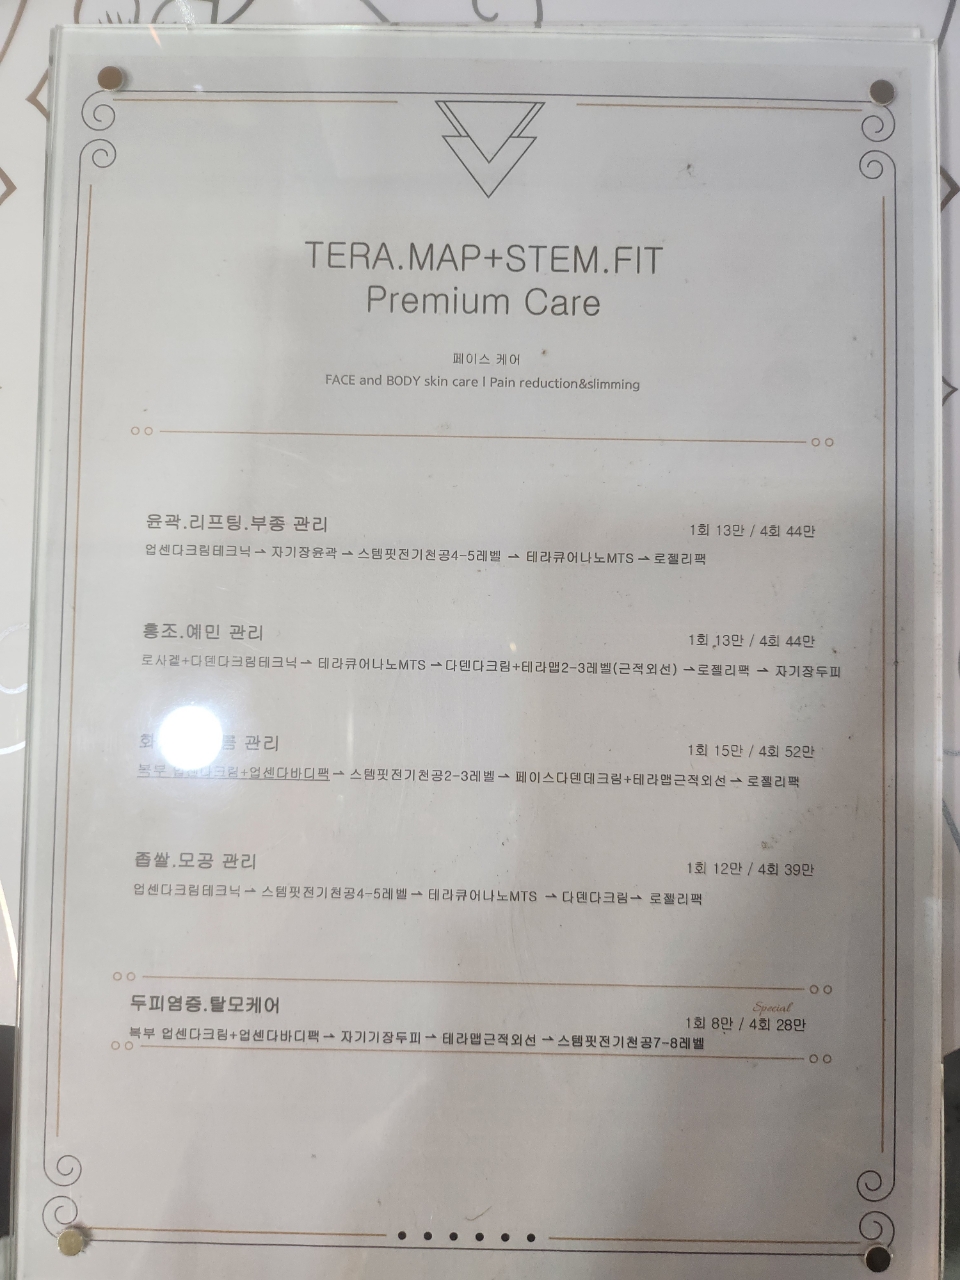 TERA.MAP+STEM.FIT
Premium Care
페이스 케어
FACE and BODY skin care l Pain reduction&slimming
윤곽.리프팅.부종 관리
1회 13만 / 4회 44만
업센다크림테크닉⇀ 자기장윤곽 ⇀ 스템핏전기천공4-5레벨 ⇀ 테라큐어나노MTS ⇀ 로젤리팩
홍조.예민 관리
1회 13만 / 4회 44만
로사겔+다덴다크림테크닉⇀ 테라큐어나노MTS ⇀다덴다크림+테라맵2-3레벨(근적외선) ⇀로젤리팩 ⇀ 자기장두피
관리
1회 15만 / 4회 52만
복부 업센다크림+업센다바디팩⇀ 스템핏전기천공2-3레벨⇀ 페이스다덴데크림+테라맵근적외선⇀ 로젤리팩
좁쌀.모공 관리
1회 12만 / 4회 39만
업센다크림테크닉⇀ 스템핏전기천공4-5레벨⇀ 테라큐어나노MTS ⇀ 다덴다크림⇀ 로젤리팩
두피염증.탈모케어
Special
1회 8만 / 4회 28만
복부 업센다크림+업센다바디팩⇀ 자기기장두피⇀ 테라맵근적외선 ⇀스템핏전기천공7-8레벨